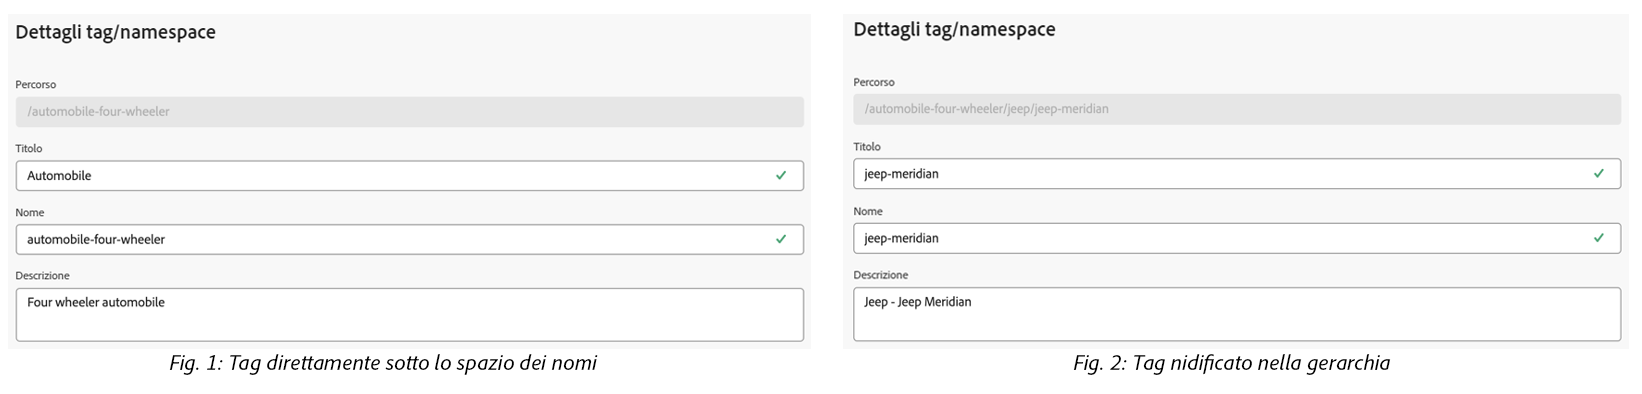 Dettagli tag/namespace
Percorso
/automobile-four-wheeler
Titolo
Automobile
Nome
automobile-four-wheeler
Descrizione
Four wheeler automobile
Fig. 1: Tag direttamente sotto lo spazio dei nomi
Dettagli tag/namespace
Percorso
/automobile-four-wheeler/jeep/jeep-meridian
Titolo
jeep-meridian
Nome
jeep-meridian
Descrizione
Jeep - Jeep Meridian
Fig. 2: Tag nidificato nella gerarchia